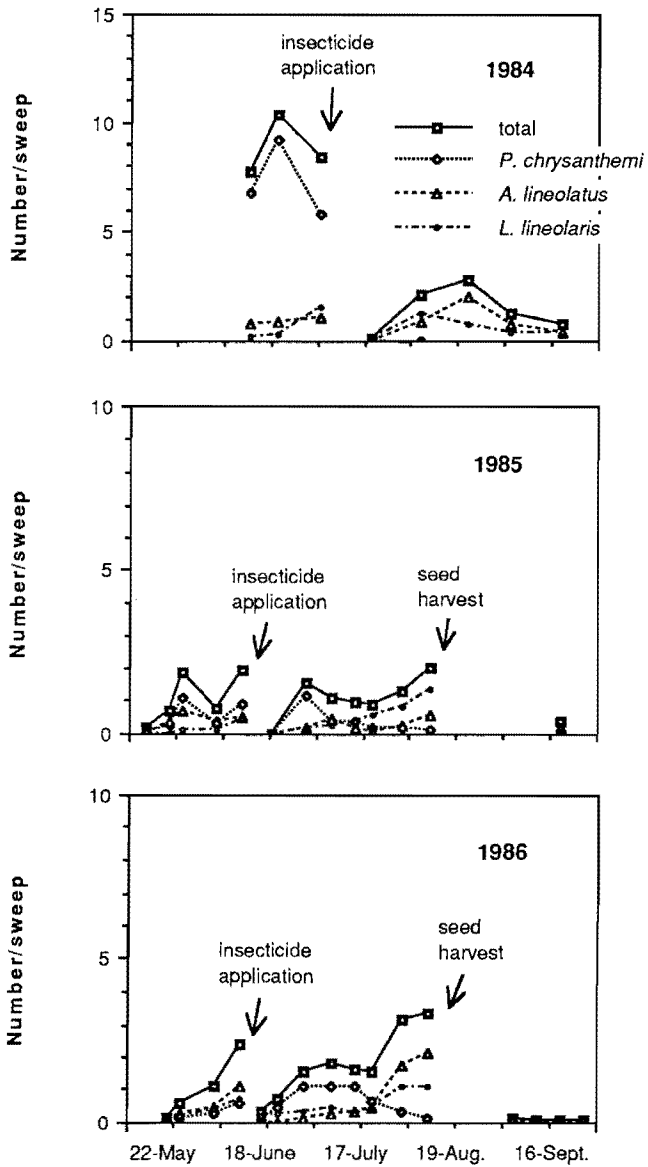 15
10
5
0
Number/sweep
insecticide
application
1984
total
P. chrysanthemi
A. lineolatus
L. lineolaris
10
5
0
Number/sweep
1985
insecticide
application
seed
harvest
10
5
0
Number/sweep
1986
insecticide
application
seed
harvest
22-May
18-June
17-July
19-Aug.
16-Sept.